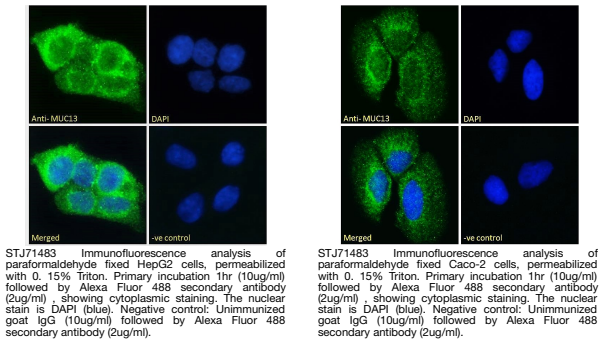 Anti- MUC13
DAPI
Merged
-ve control
STJ71483 Immunofluorescence analysis of
paraformaldehyde fixed HepG2 cells, permeabilized
with 0. 15% Triton. Primary incubation 1hr (10ug/ml)
followed by Alexa Fluor 488 secondary antibody
(2ug/ml) , showing cytoplasmic staining. The nuclear
stain is DAPI (blue). Negative control: Unimmunized
goat IgG (10ug/ml) followed by Alexa Fluor 488
secondary antibody (2ug/ml).
Anti- MUC13
DAPI
Merged
-ve control
STJ71483 Immunofluorescence analysis of
paraformaldehyde fixed Caco-2 cells, permeabilized
with 0. 15% Triton. Primary incubation 1hr (10ug/ml)
followed by Alexa Fluor 488 secondary antibody
(2ug/ml) , showing cytoplasmic staining. The nuclear
stain is DAPI (blue). Negative control: Unimmunized
goat IgG (10ug/ml) followed by Alexa Fluor 488
secondary antibody (2ug/ml).